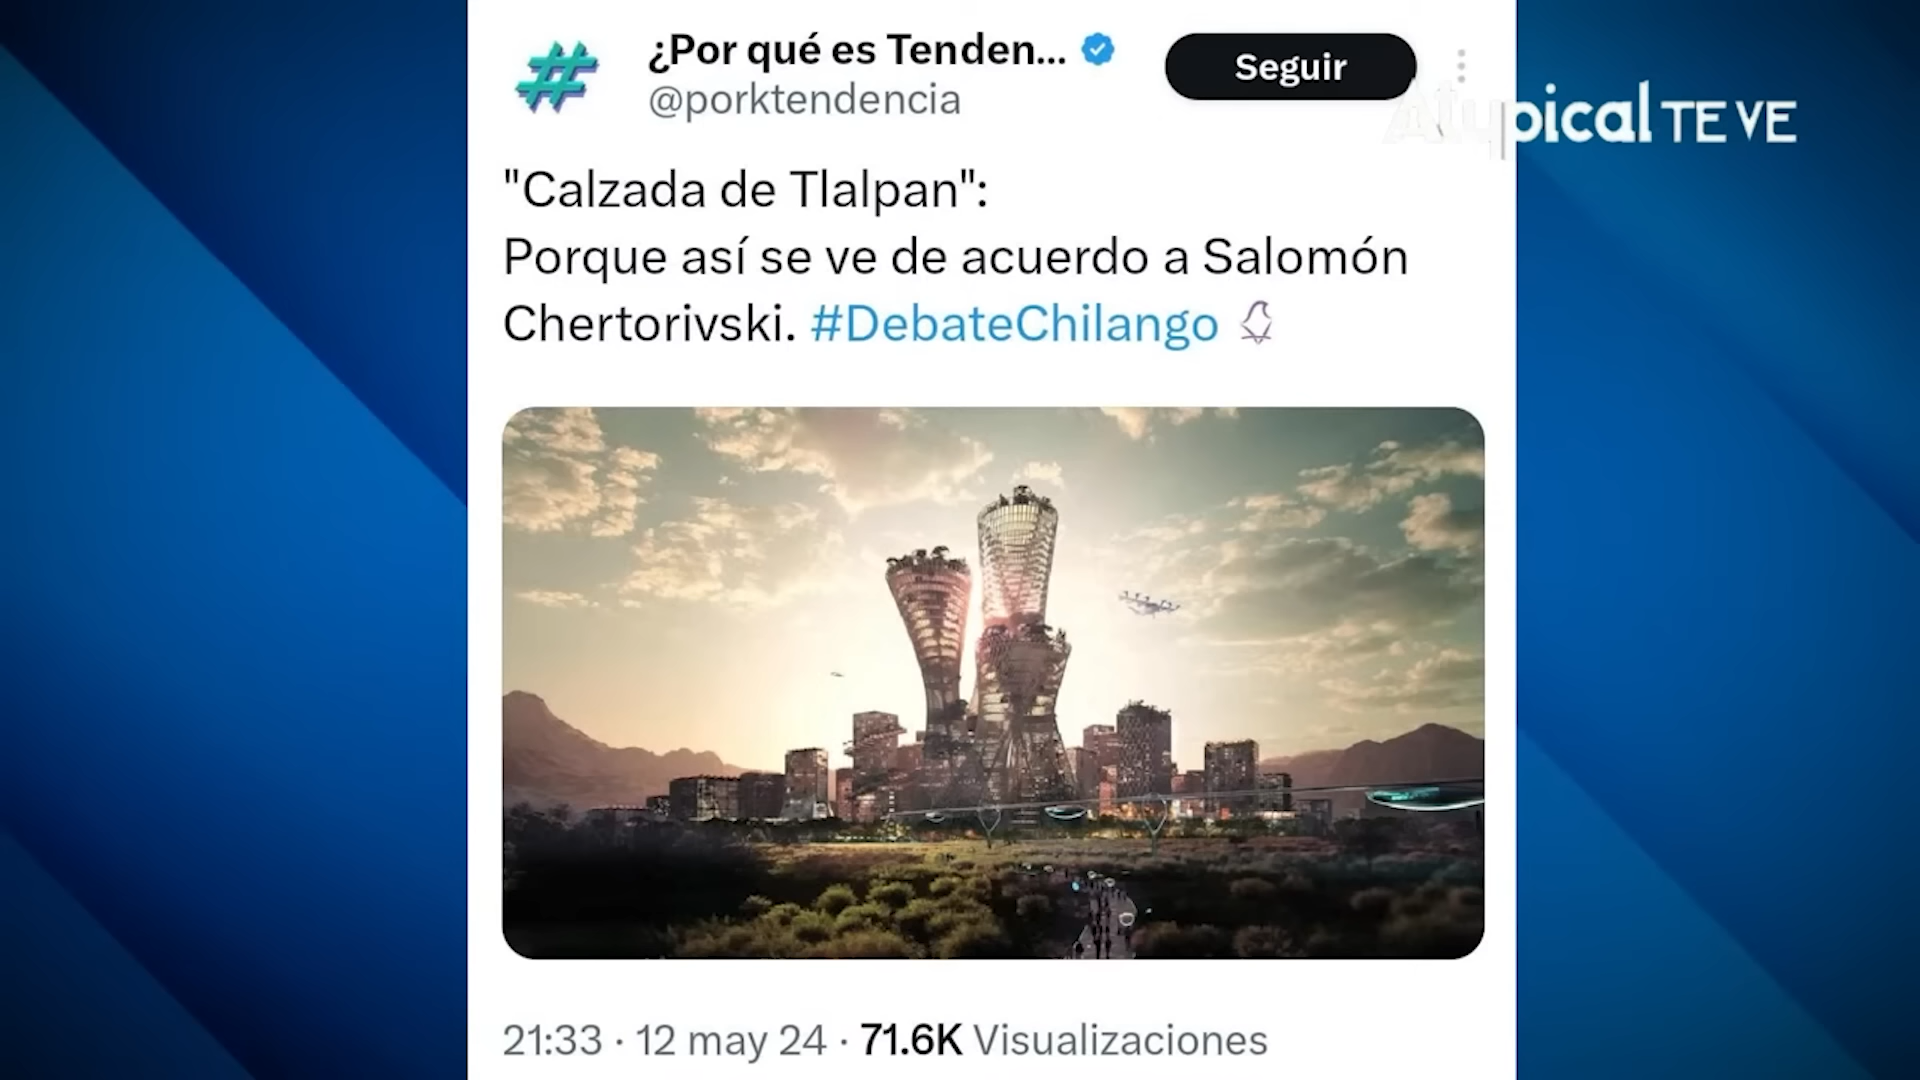 ¿Por qué es Tenden...
@porktendencia
Seguir
Atypical TEVE
"Calzada de Tlalpan":
Porque así se ve de acuerdo a Salomón
Chertorivski. #DebateChilango
21:33 · 12 may 24 · 71.6K Visualizaciones